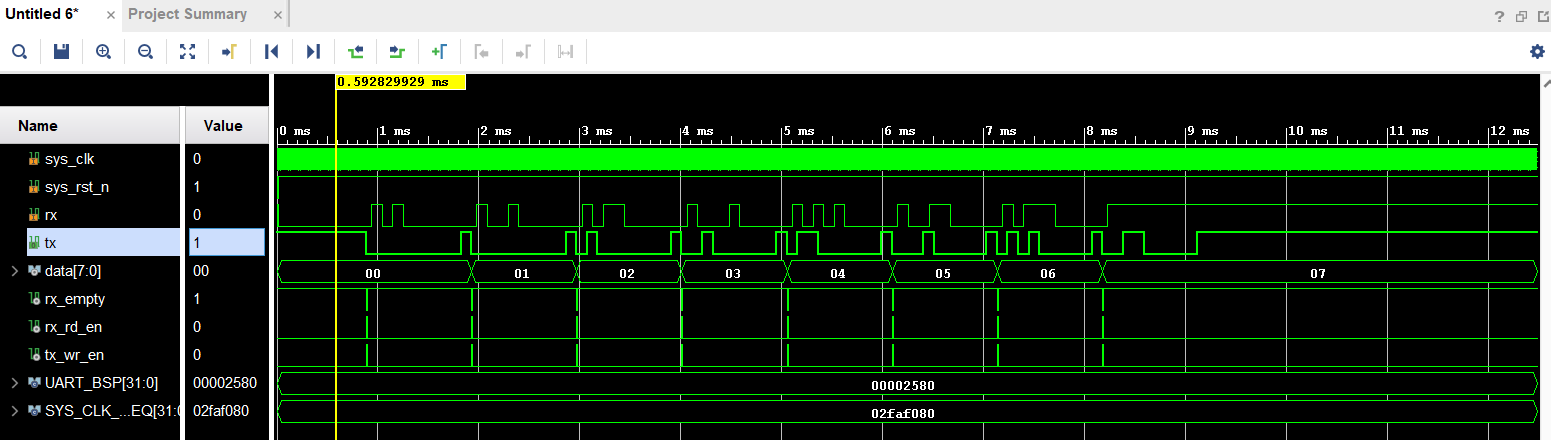 Untitled 6* × Project Summary ×
? 
0.592829929 ms
Name Value
0 ms 1 ms 2 ms 3 ms 4 ms 5 ms 6 ms 7 ms 8 ms 9 ms 10 ms 11 ms 12 ms
sys_clk 0
sys_rst_n 1
rx 0
tx 1
data[7:0] 00 00 01 02 03 04 05 06 07
rx_empty 1
rx_rd_en 0
tx_wr_en 0
UART_BSP[31:0] 00002580 00002580
SYS_CLK_...EQ[31:0 02faf080 02faf080